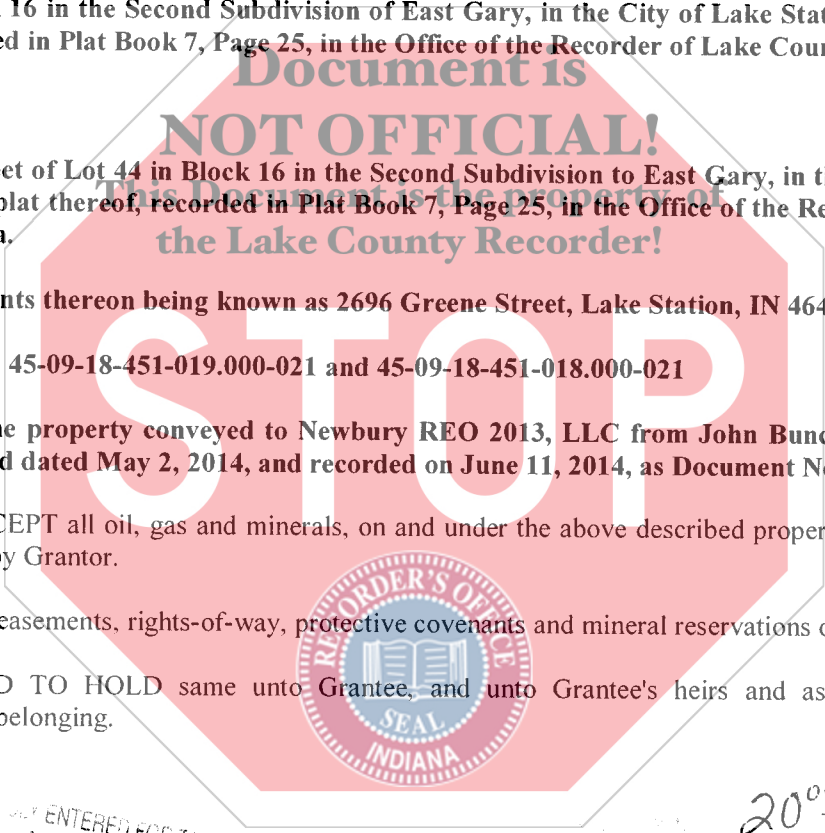 16 in the Second Subdivision of East Gary, in the City of Lake Stat
ed in Plat Book 7, Page 25, in the Office of the Recorder of Lake Coun
Document is
NOT OFFICIAL!
et of Lot 44 in Block 16 in the Second Subdivision to East Gary, in th
This Document is the property of
plat thereof, recorded in Plat Book 7, Page 25, in the Office of the Re
a.
the Lake County Recorder!
nts thereon being known as 2696 Greene Street, Lake Station, IN 464
STOP
45-09-18-451-019.000-021 and 45-09-18-451-018.000-021
e property conveyed to Newbury REO 2013, LLC from John Bunc
d dated May 2, 2014, and recorded on June 11, 2014, as Document No
CEPT all oil, gas and minerals, on and under the above described proper
by Grantor.
easements, rights-of-way, protective covenants and mineral reservations o
RECORDER'S OFFICE
D TO HOLD same unto Grantee, and unto Grantee's heirs and as
belonging.
SEAL
INDIANA
ENTERED FOR
20